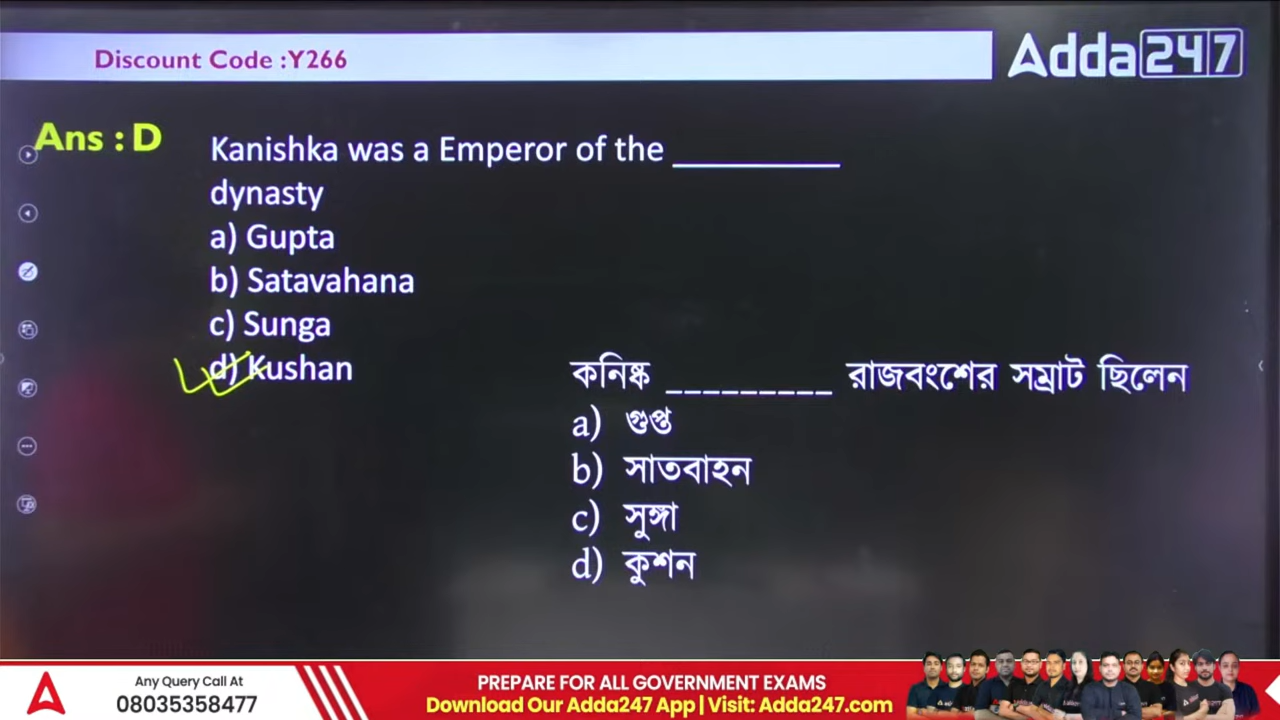 Discount Code :Y266
Adda247
Ans : D
Kanishka was a Emperor of the __________
dynasty
a) Gupta
b) Satavahana
c) Sunga
d) Kushan
কনিষ্ক _________ রাজবংশের সম্রাট ছিলেন
a) গুপ্ত
b) সাতবাহন
c) সুঙ্গা
d) কুশন
Any Query Call At
08035358477
PREPARE FOR ALL GOVERNMENT EXAMS
Download Our Adda247 App | Visit: Adda247.com